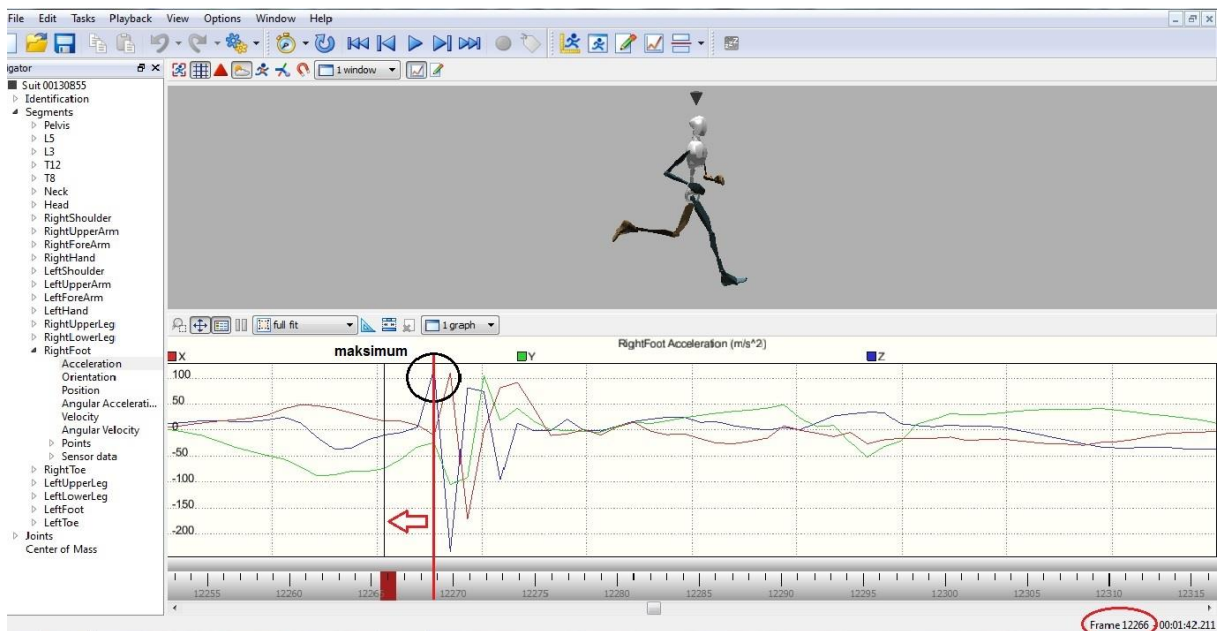 File Edit Tasks Playback View Options Window Help
igator
1 window
Suit 00130B55
Identification
Segments
Pelvis
L5
L3
T12
T8
Neck
Head
RightShoulder
RightUpperArm
RightForeArm
RightHand
LeftShoulder
LeftUpperArm
LeftForeArm
LeftHand
RightUpperLeg
RightLowerLeg
RightFoot
Acceleration
Orientation
Position
Angular Accelerati...
Velocity
Angular Velocity
Points
Sensor data
RightToe
LeftUpperLeg
LeftLowerLeg
LeftFoot
LeftToe
Joints
Center of Mass
full fit 1 graph
RightFoot Acceleration (m/s^2)
X maksimum Y Z
100
50
0
-50
-100
-150
-200
12255 12260 1226 12270 12275 12280 12285 12290 12295 12300 12305 12310 12315
Frame 12266 00:01:42.211